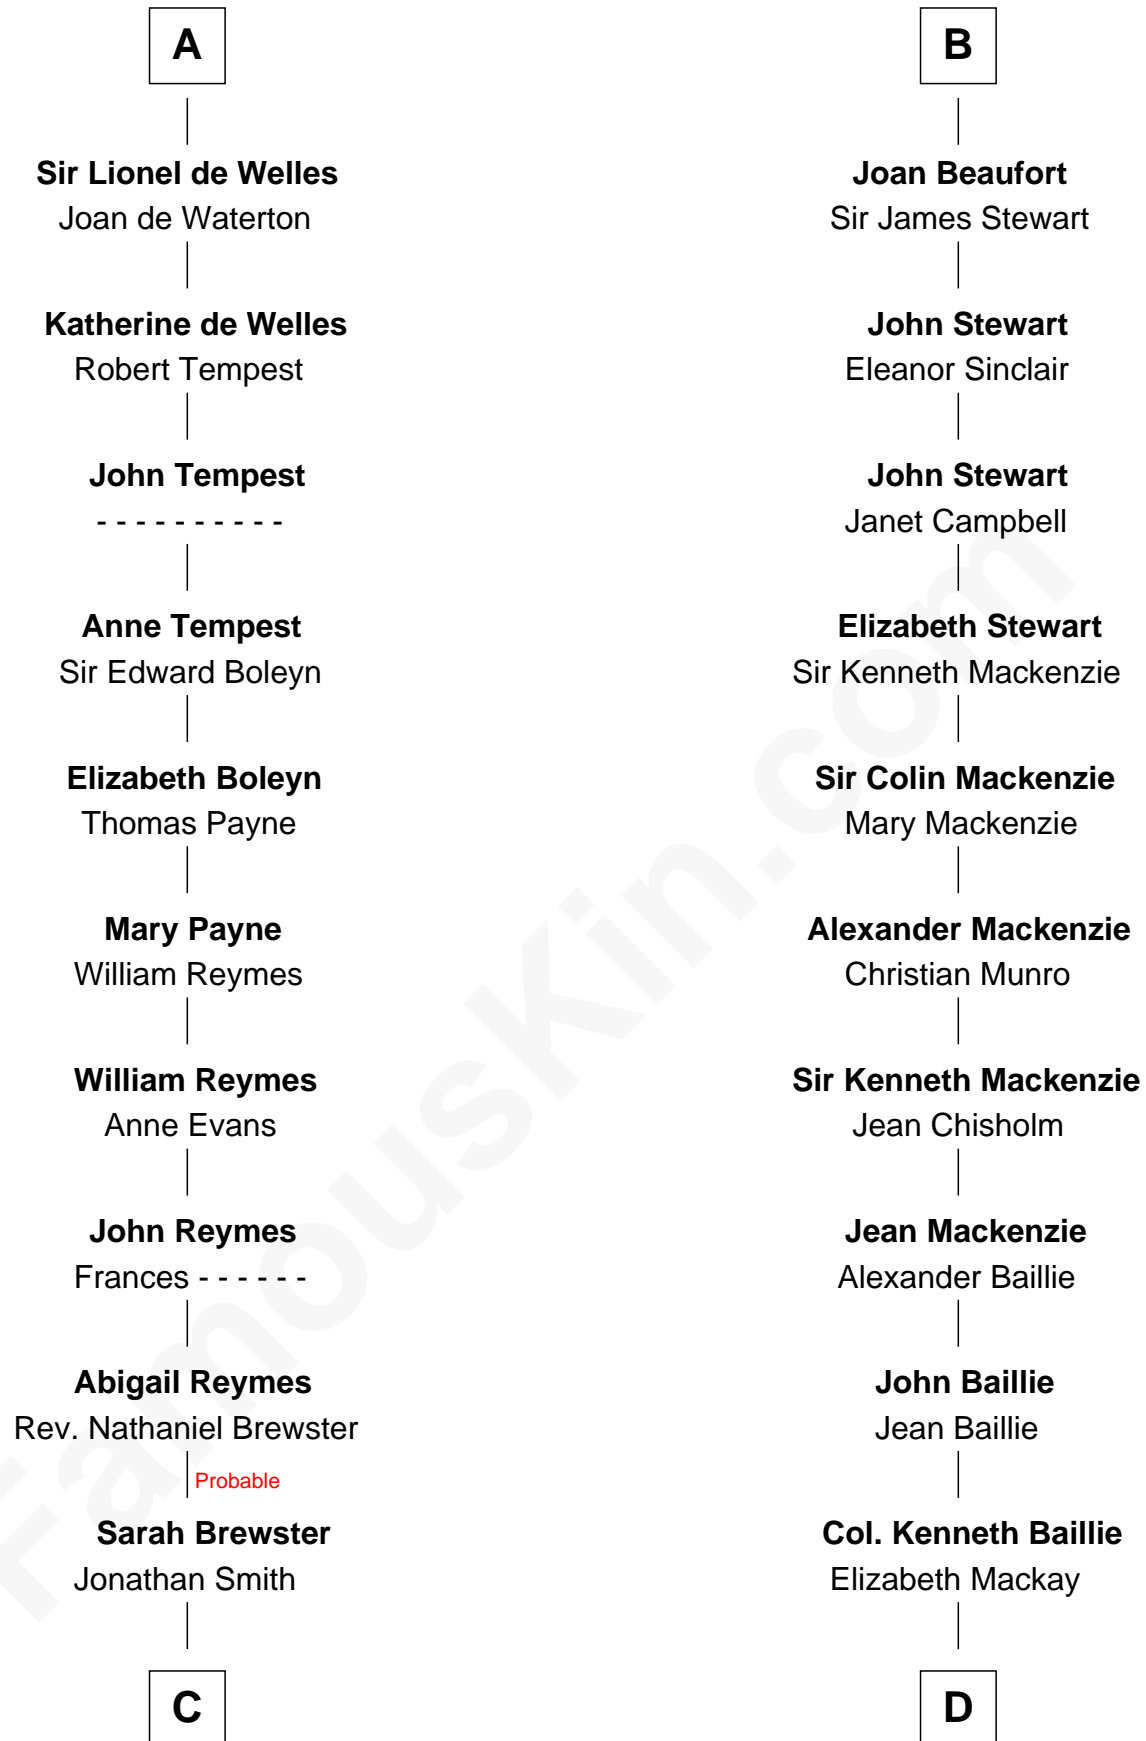 A
Sir Lionel de Welles
Joan de Waterton
Katherine de Welles
Robert Tempest
John Tempest
- - - - - - - - - -
Anne Tempest
Sir Edward Boleyn
Elizabeth Boleyn
Thomas Payne
Mary Payne
William Reymes
William Reymes
Anne Evans
John Reymes
Frances - - - - - -
Abigail Reymes
Rev. Nathaniel Brewster
Probable
Sarah Brewster
Jonathan Smith
C
B
Joan Beaufort
Sir James Stewart
John Stewart
Eleanor Sinclair
John Stewart
Janet Campbell
Elizabeth Stewart
Sir Kenneth Mackenzie
Sir Colin Mackenzie
Mary Mackenzie
Alexander Mackenzie
Christian Munro
Sir Kenneth Mackenzie
Jean Chisholm
Jean Mackenzie
Alexander Baillie
John Baillie
Jean Baillie
Col. Kenneth Baillie
Elizabeth Mackay
D
FamousKin.com